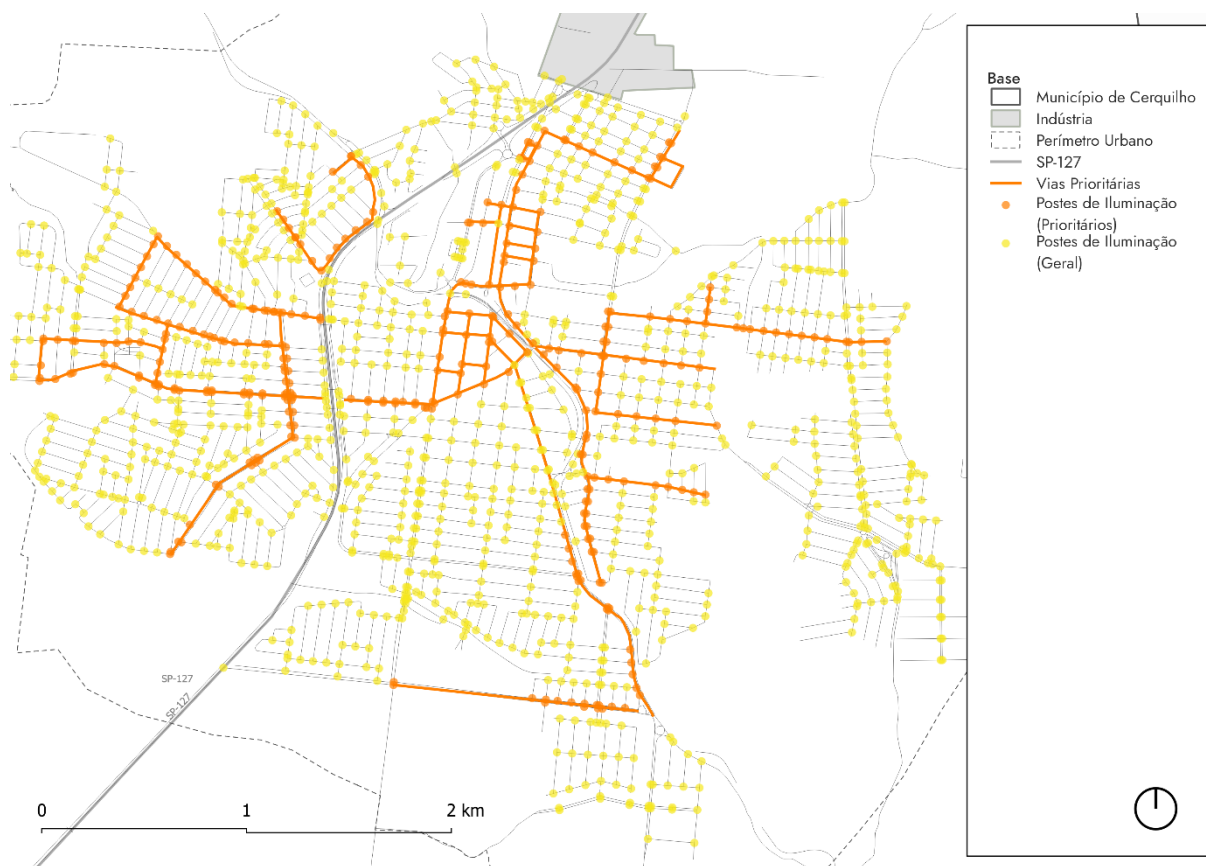 Base
Município de Cerquilho
Indústria
Perímetro Urbano
SP-127
Vias Prioritárias
Postes de Iluminação
(Prioritários)
Postes de Iluminação
(Geral)
SP-127
SP-127
0 1 2 km